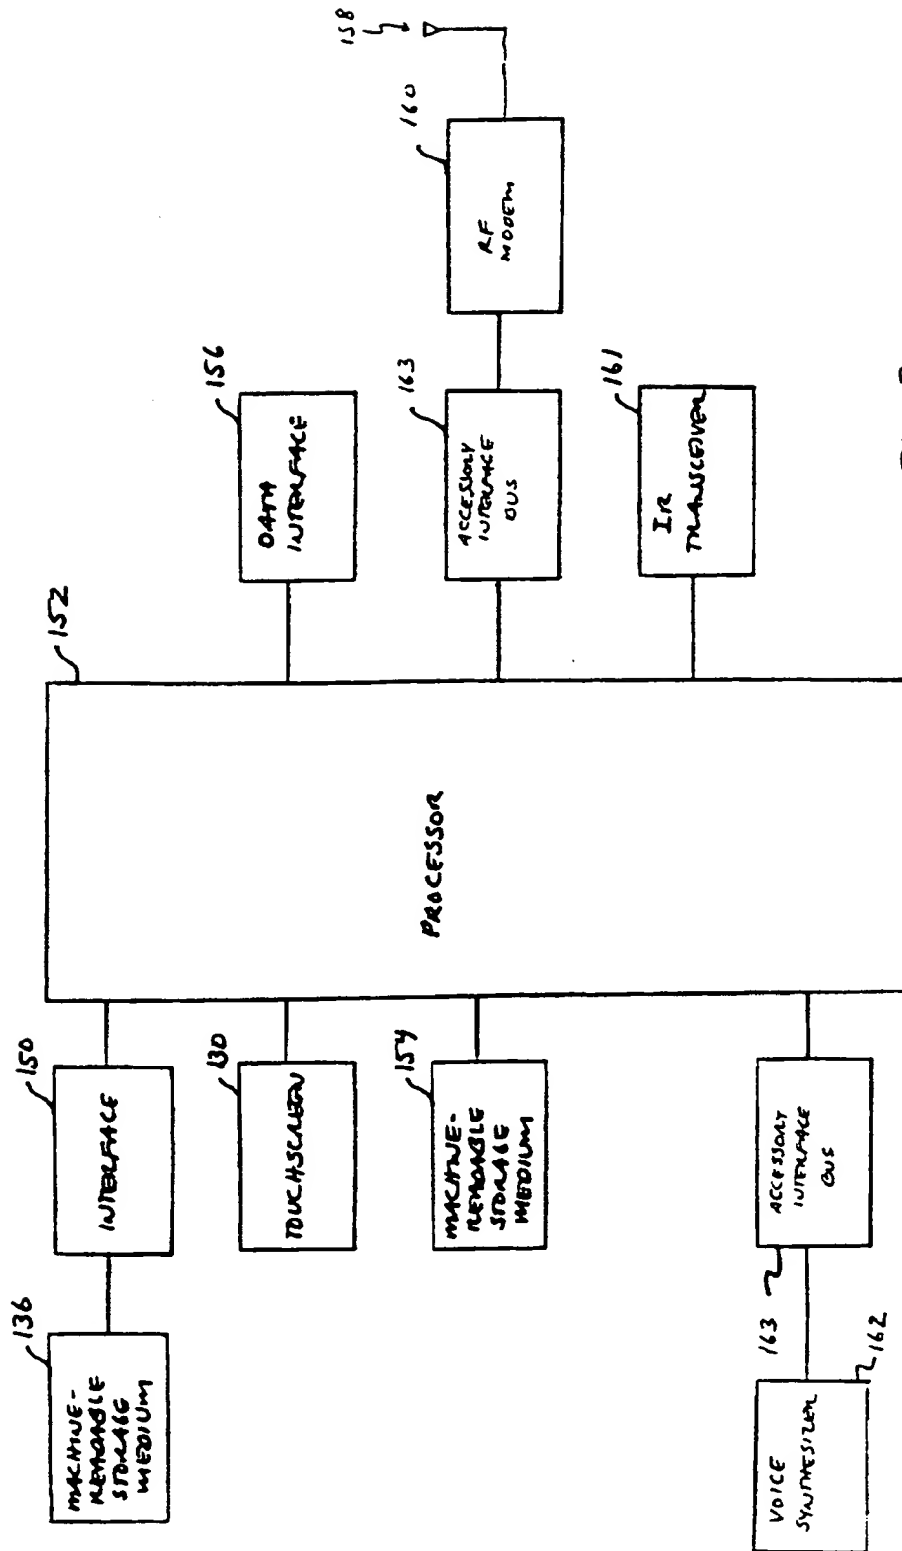 136
MACHINE-
READABLE
STORAGE
MEDIUM
150
INTERFACE
130
TOUCHSCREEN
154
MACHINE-
READABLE
STORAGE
MEDIUM
VOICE
SYNTHESIZER
162
163
ACCESSORY
INTERFACE
BUS
152
PROCESSOR
156
DATA
INTERFACE
163
ACCESSORY
INTERFACE
BUS
161
IR
TRANSCEIVER
160
RF
MODEM
158